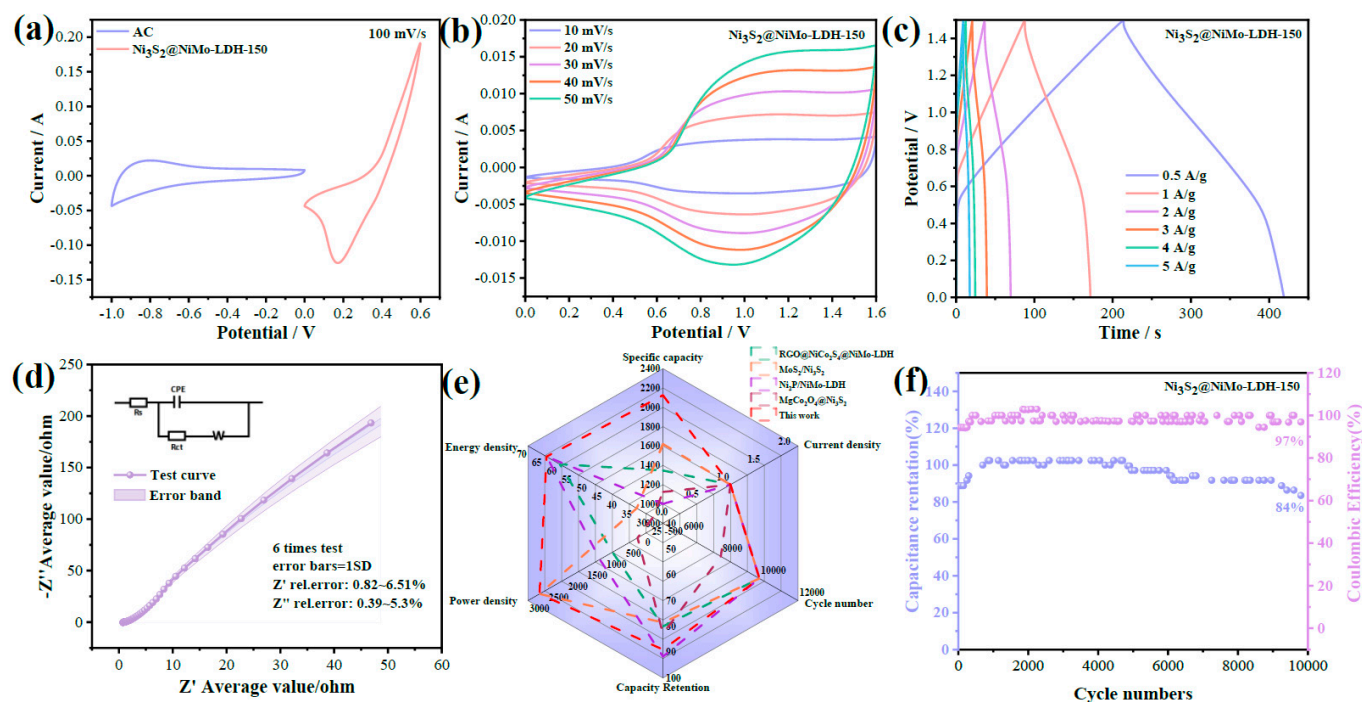 (a)
AC
Ni₃S₂@NiMo-LDH-150
100 mV/s
0.20
0.15
0.10
0.05
0.00
-0.05
-0.10
-0.15
Current / A
-1.0 -0.8 -0.6 -0.4 -0.2 0.0 0.2 0.4 0.6
Potential / V
(b)
10 mV/s
20 mV/s
30 mV/s
40 mV/s
50 mV/s
Ni₃S₂@NiMo-LDH-150
0.020
0.015
0.010
0.005
0.000
-0.005
-0.010
-0.015
Current / A
0.0 0.2 0.4 0.6 0.8 1.0 1.2 1.4 1.6
Potential / V
(c)
Ni₃S₂@NiMo-LDH-150
1.4
1.2
1.0
0.8
0.6
0.4
0.2
0.0
Potential / V
0.5 A/g
1 A/g
2 A/g
3 A/g
4 A/g
5 A/g
0 100 200 300 400
Time / s
(d)
250
200
150
100
50
0
-Z''Average value/ohm
Rs
CPE
Rct
W
Test curve
Error band
6 times test
error bars=1SD
Z' rel.error: 0.82~6.51%
Z'' rel.error: 0.39~5.3%
0 10 20 30 40 50 60
Z' Average value/ohm
(e)
RGO@NiCo₂S₄@NiMo-LDH
MoS₂/Ni₃S₂
Ni₂P/NiMo-LDH
MgCo₂O₄@Ni₃S₂
This work
Specific capacity
2400
2200
2000
1800
1600
1400
1200
1000
Current density
2.0
1.5
1.0
0.5
0.0
Cycle number
6000
8000
10000
12000
Capacity Retention
50
60
70
80
90
100
Power density
0
500
1000
1500
2000
2500
3000
Energy density
70
65
60
55
50
45
40
35
25
(f)
Ni₃S₂@NiMo-LDH-150
140
120
100
80
60
40
20
0
Capacitance rentation(%)
97%
84%
120
100
80
60
40
20
0
Coulombic Efficiency(%)
0 2000 4000 6000 8000 10000
Cycle numbers